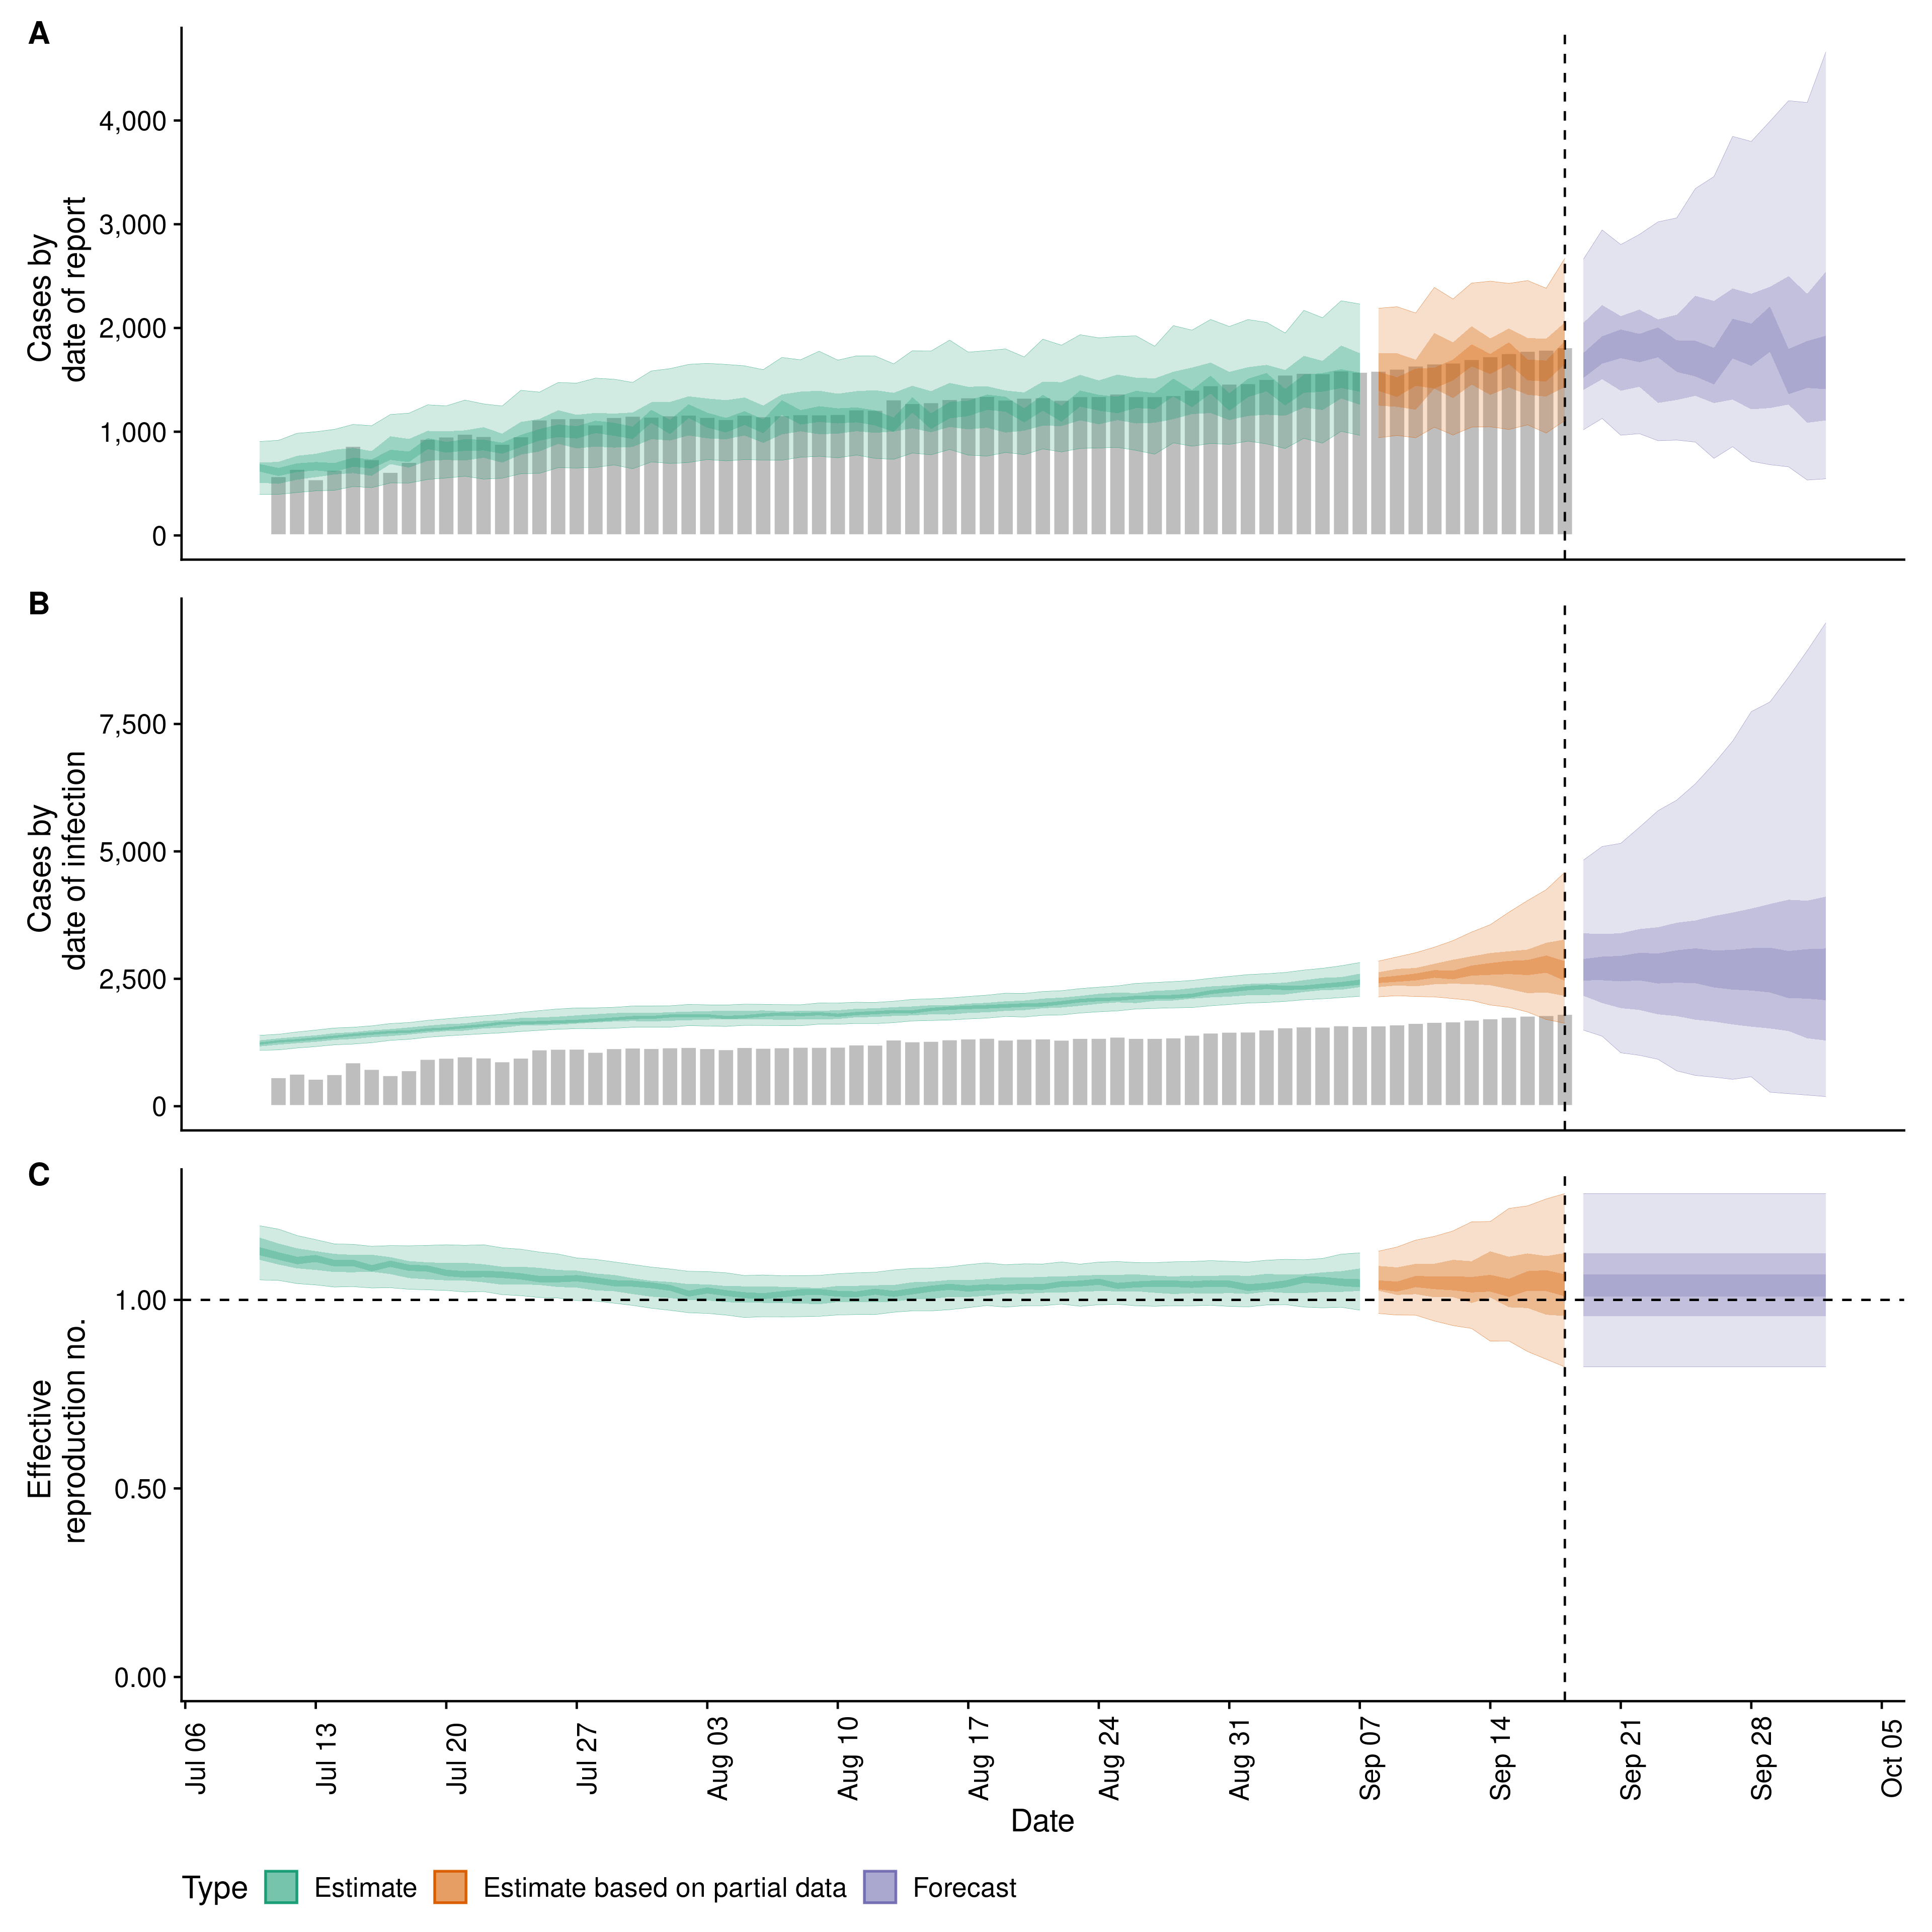 A
Cases by
date of report
4,000
3,000
2,000
1,000
0
B
Cases by
date of infection
7,500
5,000
2,500
0
C
Effective
reproduction no.
1.00
0.50
0.00
Jul 06
Jul 13
Jul 20
Jul 27
Aug 03
Aug 10
Aug 17
Aug 24
Aug 31
Sep 07
Sep 14
Sep 21
Sep 28
Oct 05
Date
Type Estimate Estimate based on partial data Forecast